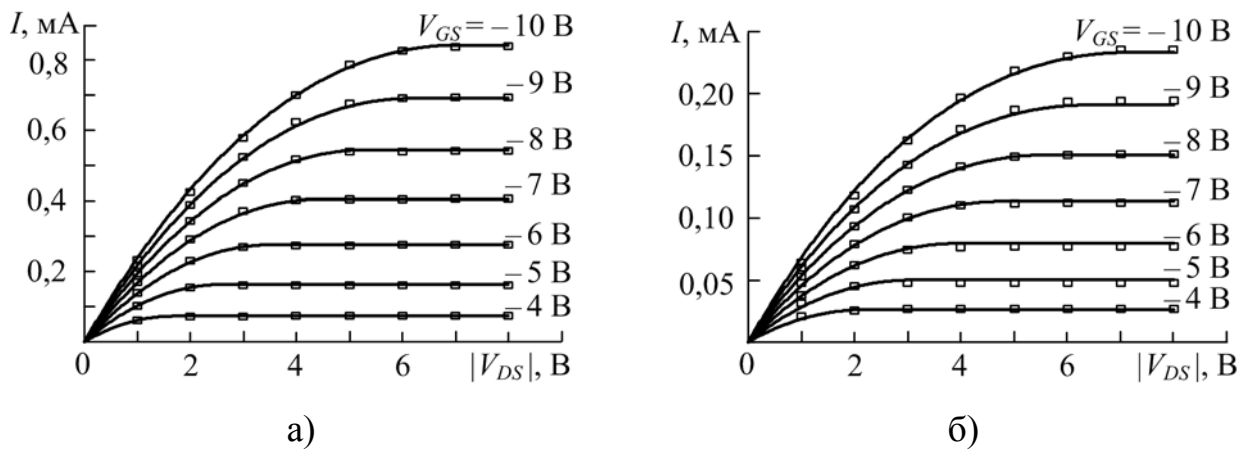 I, мА
V_GS = – 10 В
0,8
– 9 В
0,6
– 8 В
– 7 В
0,4
– 6 В
0,2
– 5 В
– 4 В
0
2
4
6
|V_DS|, В
а)
I, мА
V_GS = – 10 В
0,20
– 9 В
0,15
– 8 В
– 7 В
0,10
– 6 В
0,05
– 5 В
– 4 В
0
2
4
6
|V_DS|, В
б)